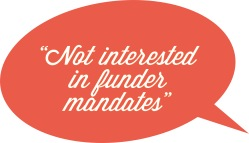 “Not interested
in funder
mandates”